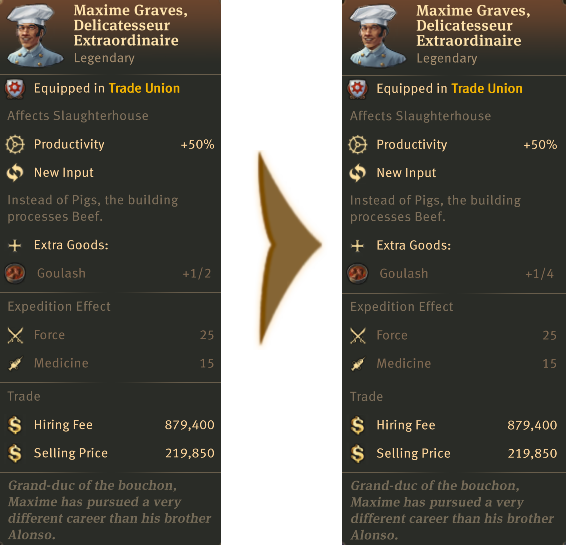 Maxime Graves,
Delicatesseur
Extraordinaire
Legendary
Equipped in Trade Union
Affects Slaughterhouse
Productivity +50%
New Input
Instead of Pigs, the building
processes Beef.
Extra Goods:
Goulash +1/2
Expedition Effect
Force 25
Medicine 15
Trade
Hiring Fee 879,400
Selling Price 219,850
Grand-duc of the bouchon,
Maxime has pursued a very
different career than his brother
Alonso.
Maxime Graves,
Delicatesseur
Extraordinaire
Legendary
Equipped in Trade Union
Affects Slaughterhouse
Productivity +50%
New Input
Instead of Pigs, the building
processes Beef.
Extra Goods:
Goulash +1/4
Expedition Effect
Force 25
Medicine 15
Trade
Hiring Fee 879,400
Selling Price 219,850
Grand-duc of the bouchon,
Maxime has pursued a very
different career than his brother
Alonso.